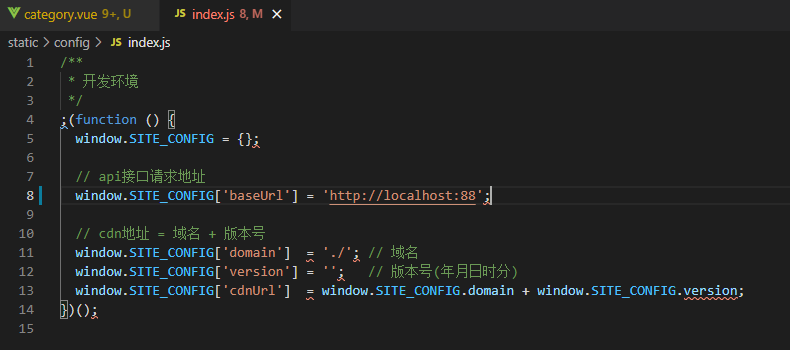 category.vue 9+, U
JS index.js 8, M ×
static > config > JS index.js
1 /**
2  * 开发环境
3  */
4 ;(function () {
5   window.SITE_CONFIG = {};
6
7   // api接口请求地址
8   window.SITE_CONFIG['baseUrl'] = 'http://localhost:88';
9
10   // cdn地址 = 域名 + 版本号
11   window.SITE_CONFIG['domain']  = './'; // 域名
12   window.SITE_CONFIG['version'] = '';   // 版本号(年月日时分)
13   window.SITE_CONFIG['cdnUrl']  = window.SITE_CONFIG.domain + window.SITE_CONFIG.version;
14 })();
15